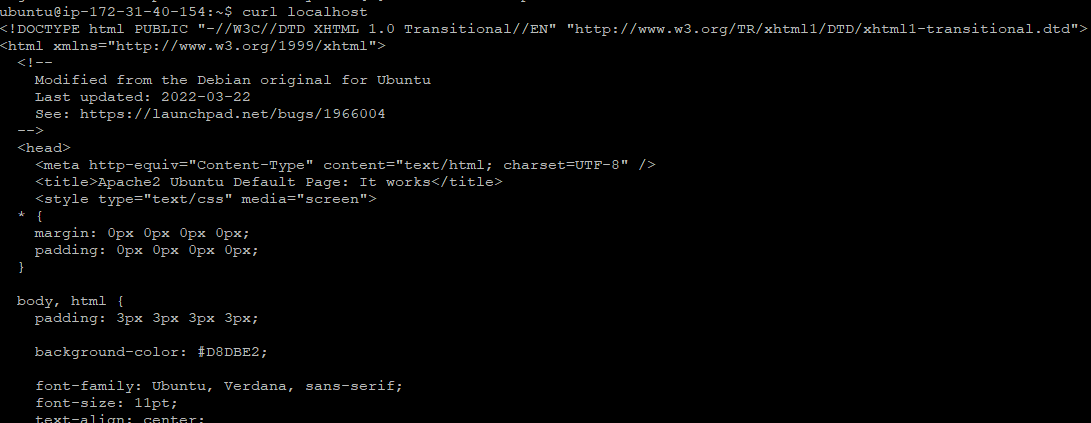 ubuntu@ip-172-31-40-154:~$ curl localhost
<!DOCTYPE html PUBLIC "-//W3C//DTD XHTML 1.0 Transitional//EN" "http://www.w3.org/TR/xhtml1/DTD/xhtml1-transitional.dtd">
<html xmlns="http://www.w3.org/1999/xhtml">
  <!--
    Modified from the Debian original for Ubuntu
    Last updated: 2022-03-22
    See: https://launchpad.net/bugs/1966004
  -->
  <head>
    <meta http-equiv="Content-Type" content="text/html; charset=UTF-8" />
    <title>Apache2 Ubuntu Default Page: It works</title>
    <style type="text/css" media="screen">
  * {
    margin: 0px 0px 0px 0px;
    padding: 0px 0px 0px 0px;
  }

  body, html {
    padding: 3px 3px 3px 3px;

    background-color: #D8DBE2;

    font-family: Ubuntu, Verdana, sans-serif;
    font-size: 11pt;
    text-align: center;